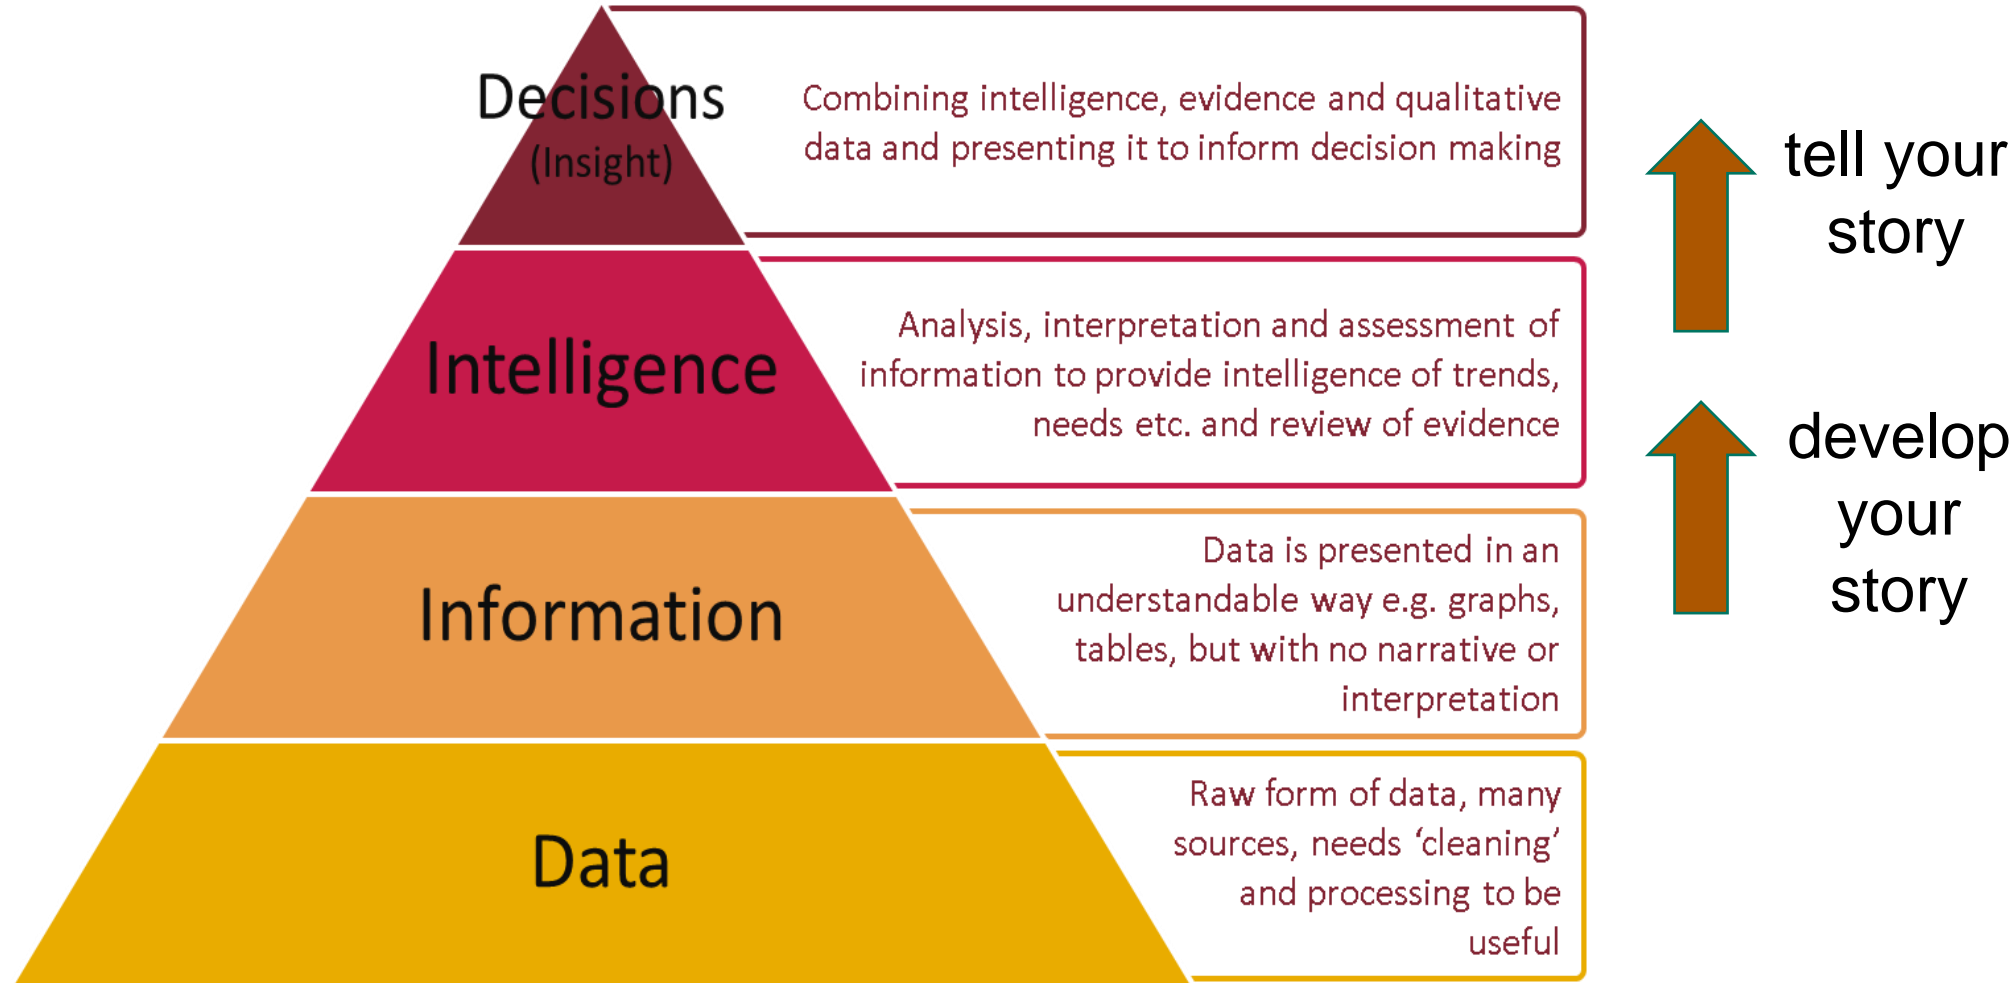 Decisions
(Insight)
Combining intelligence, evidence and qualitative
data and presenting it to inform decision making
tell your
story
Intelligence
Analysis, interpretation and assessment of
information to provide intelligence of trends,
needs etc. and review of evidence
develop
your
story
Information
Data is presented in an
understandable way e.g. graphs,
tables, but with no narrative or
interpretation
Data
Raw form of data, many
sources, needs ‘cleaning’
and processing to be
useful